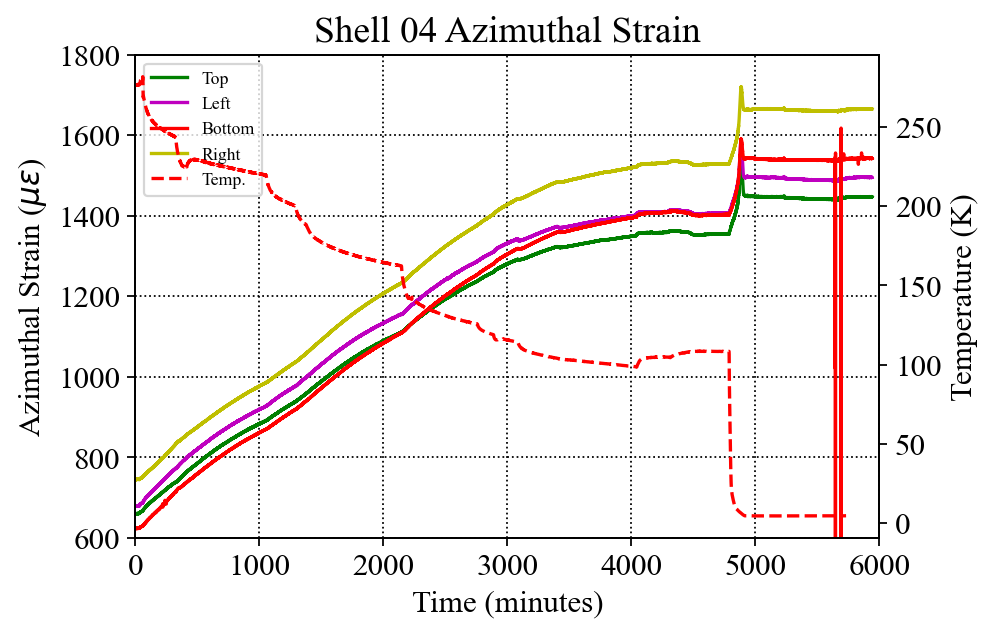 Shell 04 Azimuthal Strain
Azimuthal Strain (με)
1800
1600
1400
1200
1000
800
600
Top
Left
Bottom
Right
Temp.
250
200
150
100
50
0
Temperature (K)
0 1000 2000 3000 4000 5000 6000
Time (minutes)